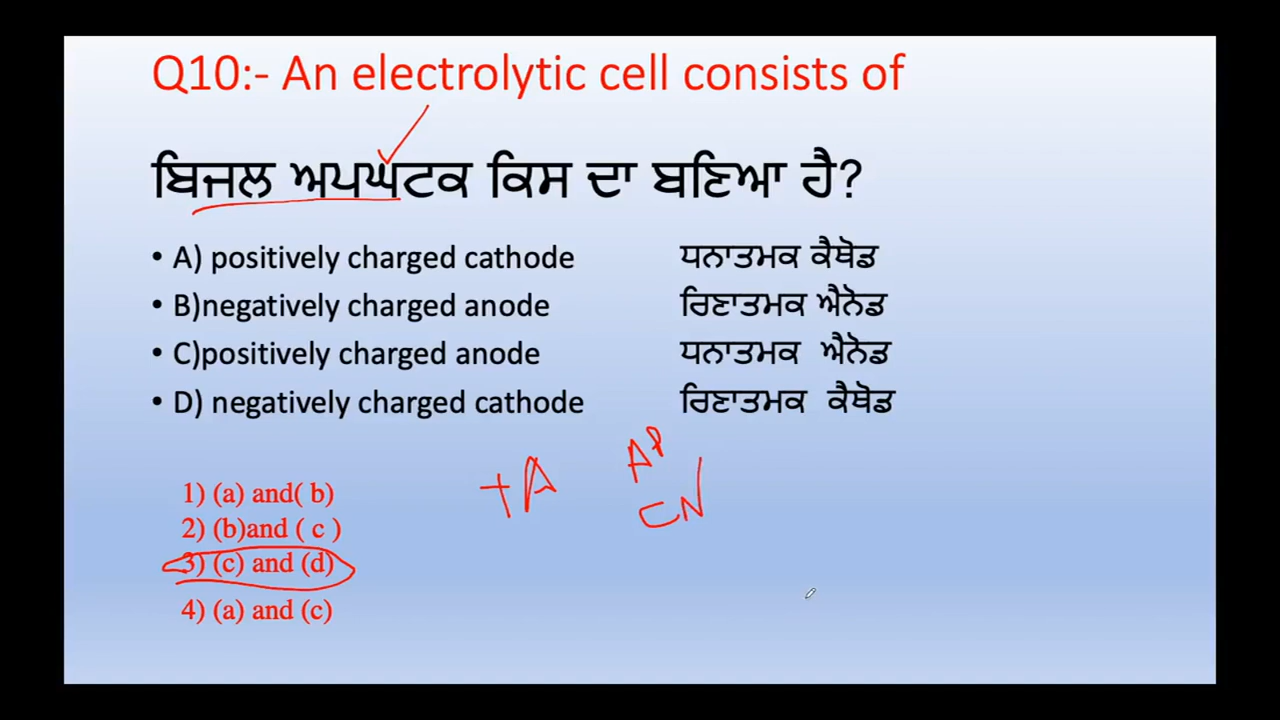 Q10:- An electrolytic cell consists of
ਬਿਜਲ ਅਪਘਟਕ ਕਿਸ ਦਾ ਬਣਿਆ ਹੈ?
• A) positively charged cathode ਧਨਾਤਮਕ ਕੈਥੋਡ
• B)negatively charged anode ਰਿਣਾਤਮਕ ਐਨੋਡ
• C)positively charged anode ਧਨਾਤਮਕ ਐਨੋਡ
• D) negatively charged cathode ਰਿਣਾਤਮਕ ਕੈਥੋਡ
+A AP
CN
1) (a) and( b)
2) (b)and ( c )
3) (c) and (d)
4) (a) and (c)